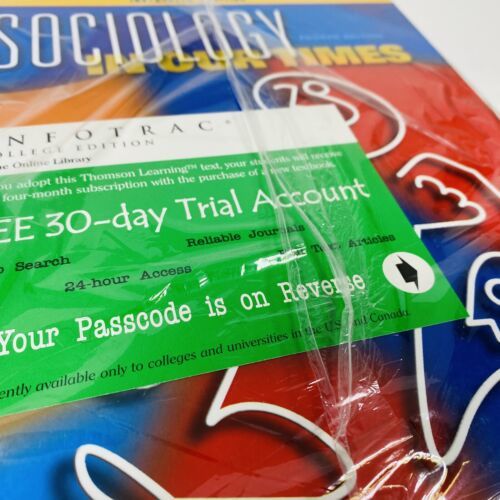 SOCIOLOGY
IN OUR TIMES
NFOTRAC®
COLLEGE EDITION
Online Library
you adopt this Thomson Learning™ text, your students will receive
four-month subscription with the purchase of a new textbook.
EE 30-day Trial Account
Search
Reliable Journals
24-hour Access
Text Articles
Your Passcode is on Reverse
ently available only to colleges and universities in the U.S. and Canada.